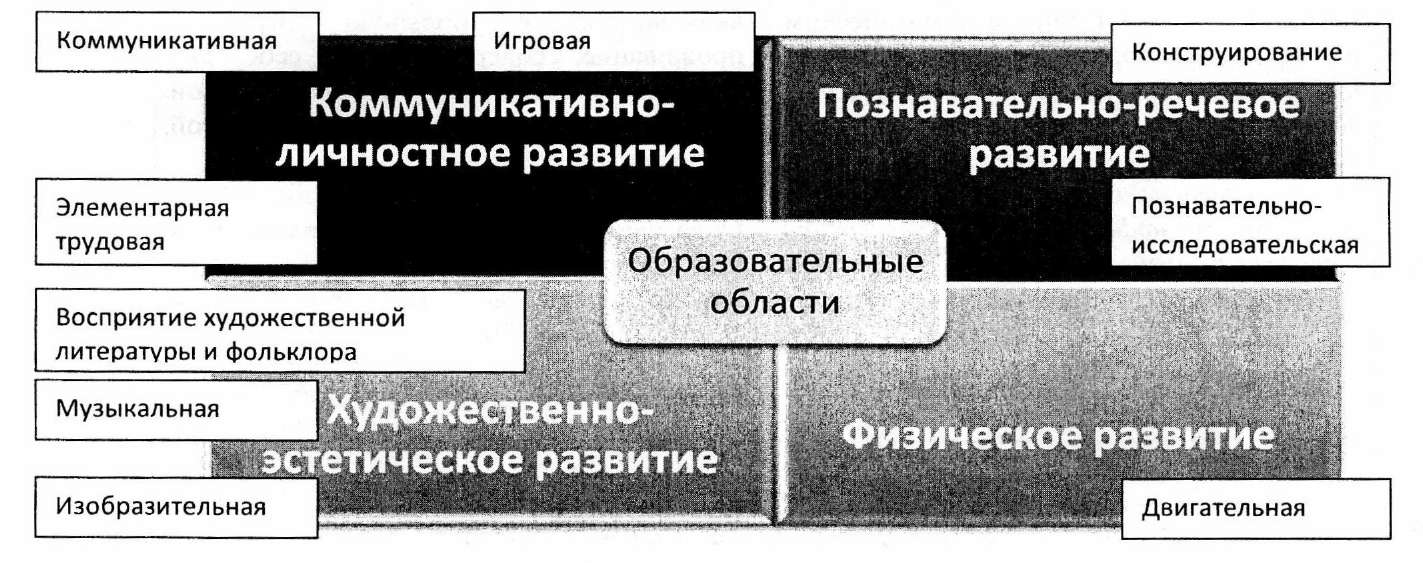 Коммуникативная
Игровая
Конструирование
Коммуникативно-
личностное развитие
Познавательно-речевое
развитие
Элементарная
трудовая
Познавательно-
исследовательская
Образовательные
области
Восприятие художественной
литературы и фольклора
Музыкальная
Художественно-
эстетическое развитие
Физическое развитие
Изобразительная
Двигательная